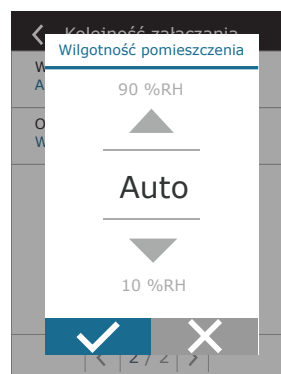 Kolejność załączania
Wilgotność pomieszczenia
W
A
90 %RH
O
W
Auto
10 %RH
2 / 2